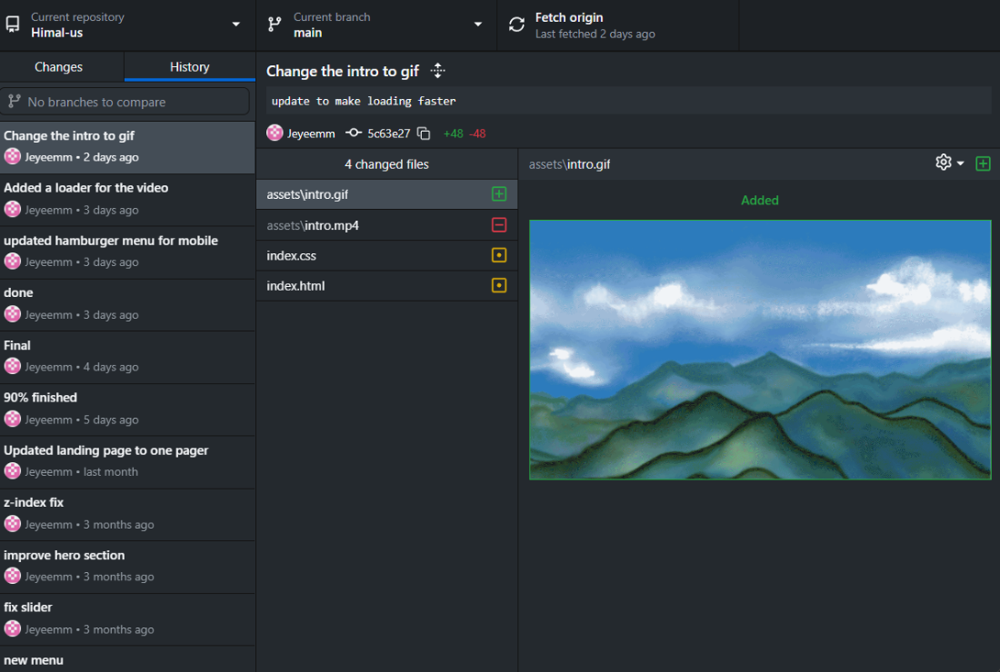 Current repository
Himal-us
Current branch
main
Fetch origin
Last fetched 2 days ago
Changes
History
No branches to compare
Change the intro to gif
Jeyeemm • 2 days ago
Added a loader for the video
Jeyeemm • 3 days ago
updated hamburger menu for mobile
Jeyeemm • 3 days ago
done
Jeyeemm • 3 days ago
Final
Jeyeemm • 4 days ago
90% finished
Jeyeemm • 5 days ago
Updated landing page to one pager
Jeyeemm • last month
z-index fix
Jeyeemm • 3 months ago
improve hero section
Jeyeemm • 3 months ago
fix slider
Jeyeemm • 3 months ago
new menu
Change the intro to gif
update to make loading faster
Jeyeemm 5c63e27 +48 -48
4 changed files
assets\intro.gif
assets\intro.mp4
index.css
index.html
assets\intro.gif
Added